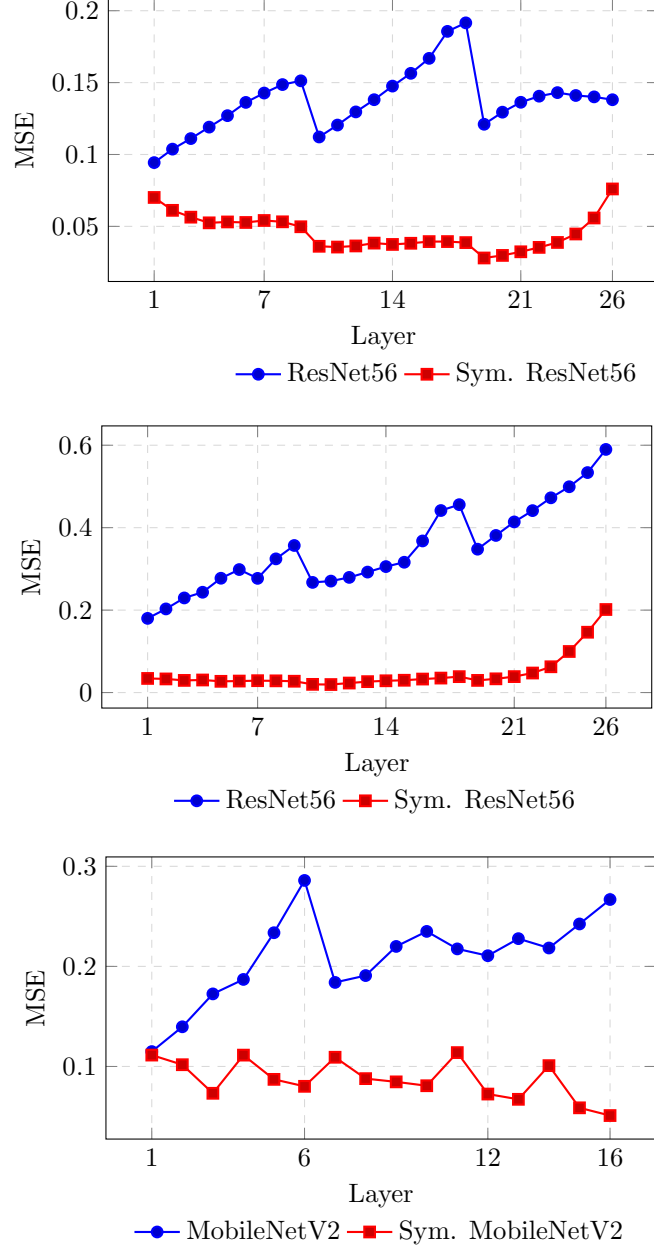 0.2
0.15
0.1
0.05
MSE
1 7 14 21 26
Layer
ResNet56 Sym. ResNet56
0.6
0.4
0.2
0
MSE
1 7 14 21 26
Layer
ResNet56 Sym. ResNet56
0.3
0.2
0.1
MSE
1 6 12 16
Layer
MobileNetV2 Sym. MobileNetV2